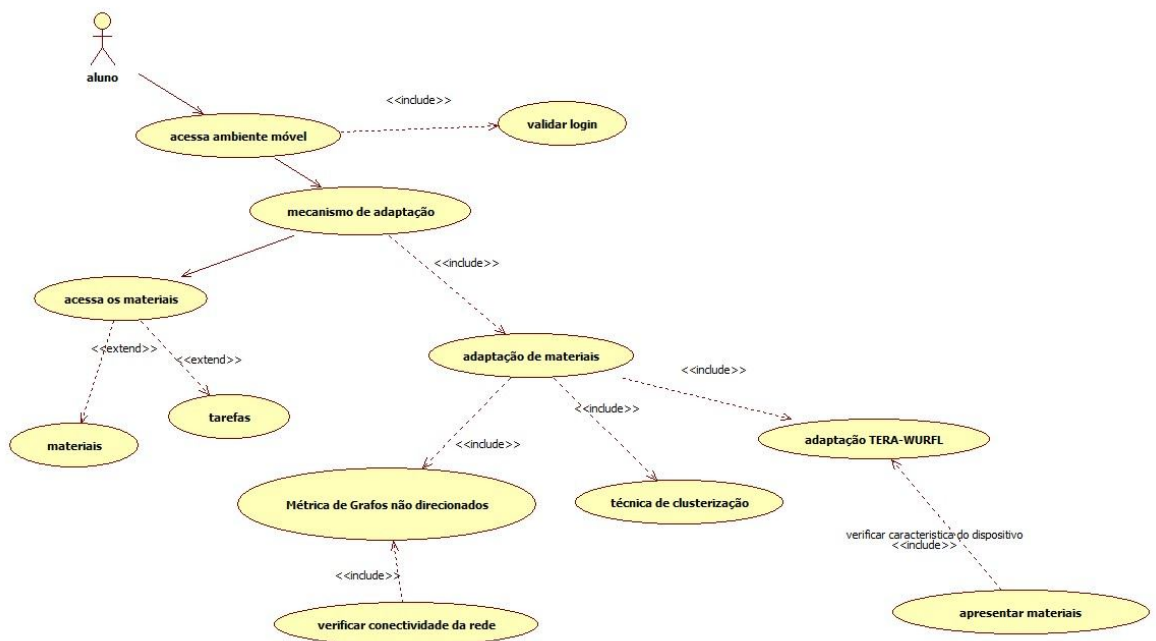 aluno
<<include>>
validar login
acessa ambiente móvel
mecanismo de adaptação
<<include>>
acessa os materiais
<<extend>>
<<extend>>
adaptação de materiais
<<include>>
tarefas
<<include>>
materiais
<<include>>
adaptação TERA-WURFL
Métrica de Grafos não direcionados
técnica de clusterização
verificar caracteristica do dispositivo
<<include>>
<<include>>
verificar conectividade da rede
apresentar materiais